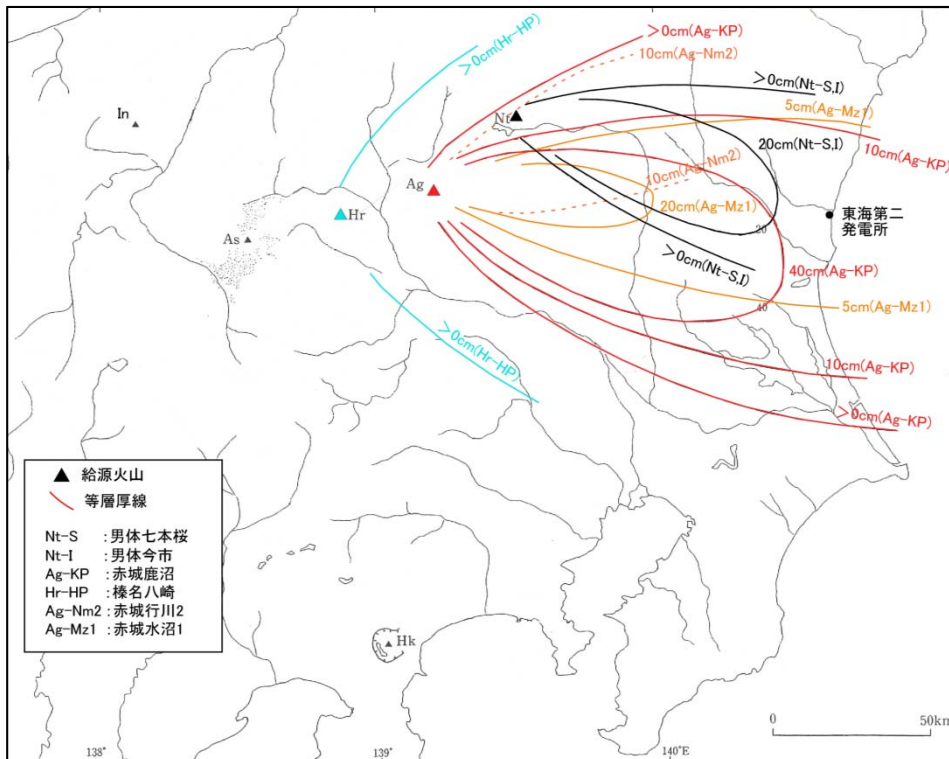 >0cm(Ag-KP)
>0cm(Hr-HP)
10cm(Ag-Nm2)
>0cm(Nt-S,I)
In
Nt
5cm(Ag-Mz1)
20cm(Nt-S,I)
10cm(Ag-KP)
10cm(Ag-Nm2)
Ag
20cm(Ag-Mz1)
Hr
東海第二
発電所
As
20
>0cm(Nt-S,I)
40cm(Ag-KP)
40
5cm(Ag-Mz1)
>0cm(Hr-HP)
10cm(Ag-KP)
>0cm(Ag-KP)
給源火山
等層厚線
Nt-S :男体七本桜
Nt-I :男体今市
Ag-KP :赤城鹿沼
Hr-HP :榛名八崎
Ag-Nm2:赤城行川2
Ag-Mz1:赤城水沼1
Hk
0 50km
138° 139° 140°E